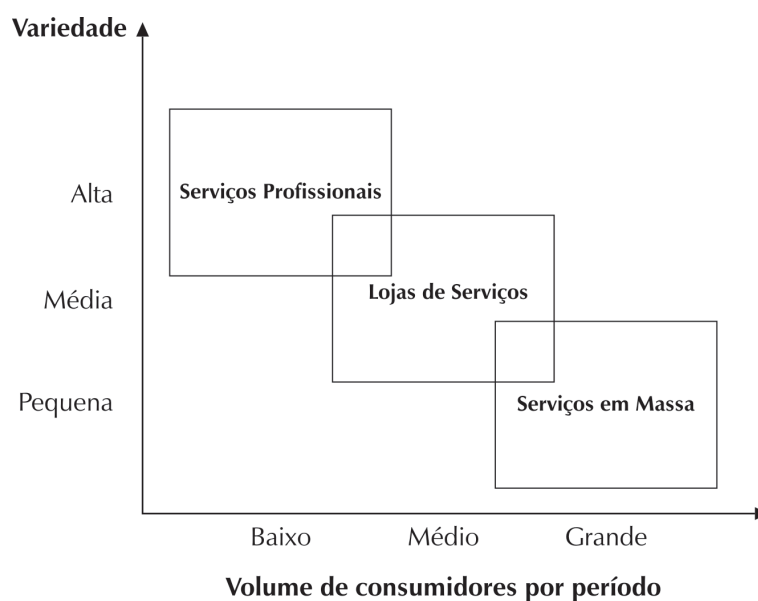 Variedade
Alta
Serviços Profissionais
Média
Lojas de Serviços
Pequena
Serviços em Massa
Baixo
Médio
Grande
Volume de consumidores por período